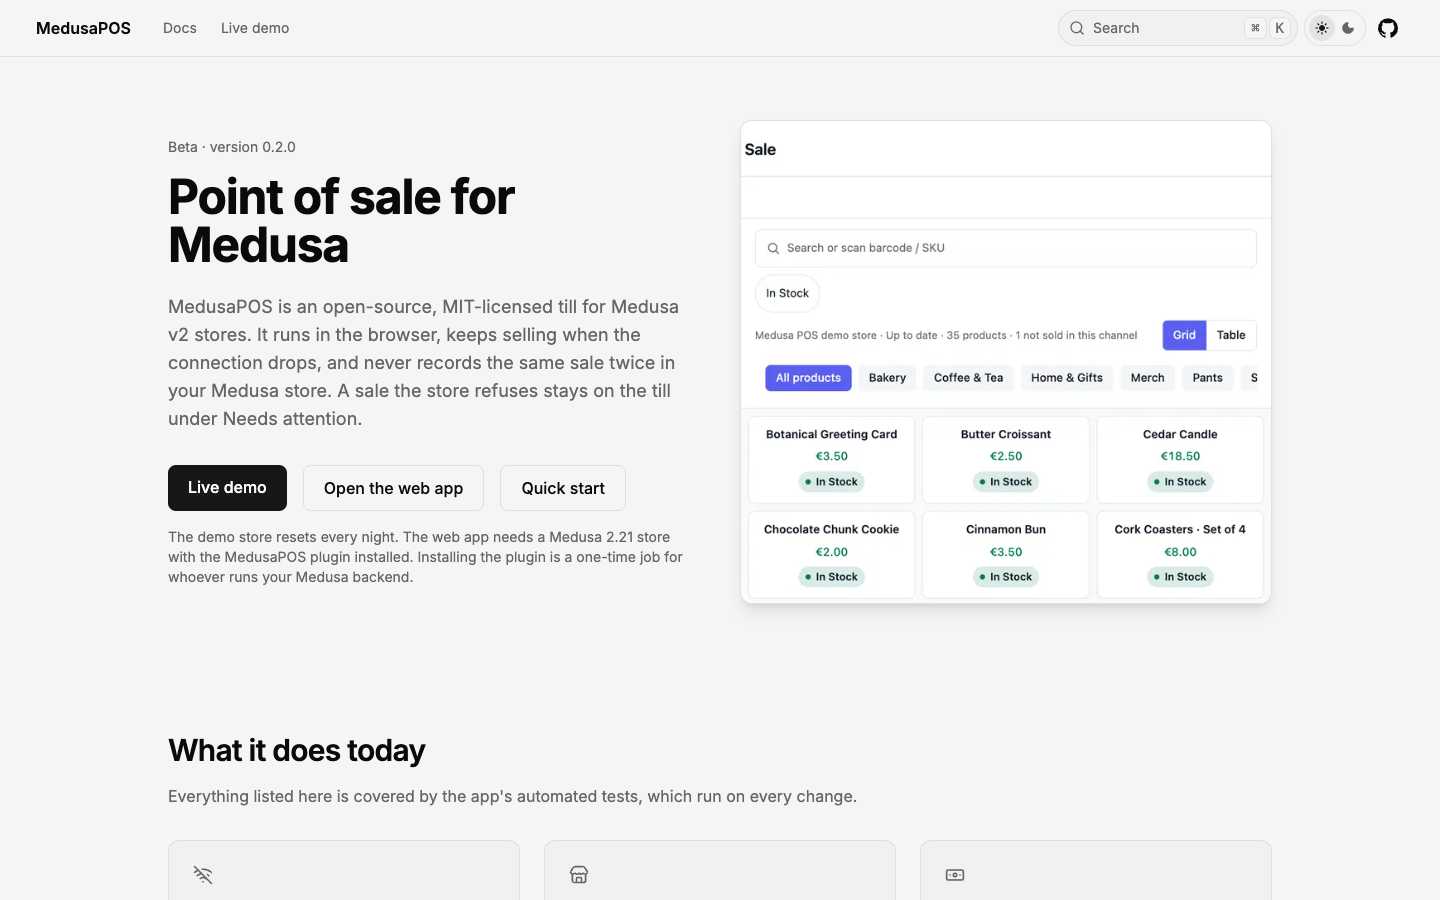 MedusaPOS Docs Live demo Search ⌘ K
Beta · version 0.2.0
Point of sale for
Medusa
MedusaPOS is an open-source, MIT-licensed till for Medusa
v2 stores. It runs in the browser, keeps selling when the
connection drops, and never records the same sale twice in
your Medusa store. A sale the store refuses stays on the till
under Needs attention.
Live demo Open the web app Quick start
The demo store resets every night. The web app needs a Medusa 2.21 store
with the MedusaPOS plugin installed. Installing the plugin is a one-time job for
whoever runs your Medusa backend.
Sale
Search or scan barcode / SKU
In Stock
Medusa POS demo store · Up to date · 35 products · 1 not sold in this channel Grid Table
All products Bakery Coffee & Tea Home & Gifts Merch Pants S
Botanical Greeting Card Butter Croissant Cedar Candle
€3.50 €2.50 €18.50
In Stock In Stock In Stock
Chocolate Chunk Cookie Cinnamon Bun Cork Coasters · Set of 4
€2.00 €3.50 €8.00
In Stock In Stock In Stock
What it does today
Everything listed here is covered by the app's automated tests, which run on every change.